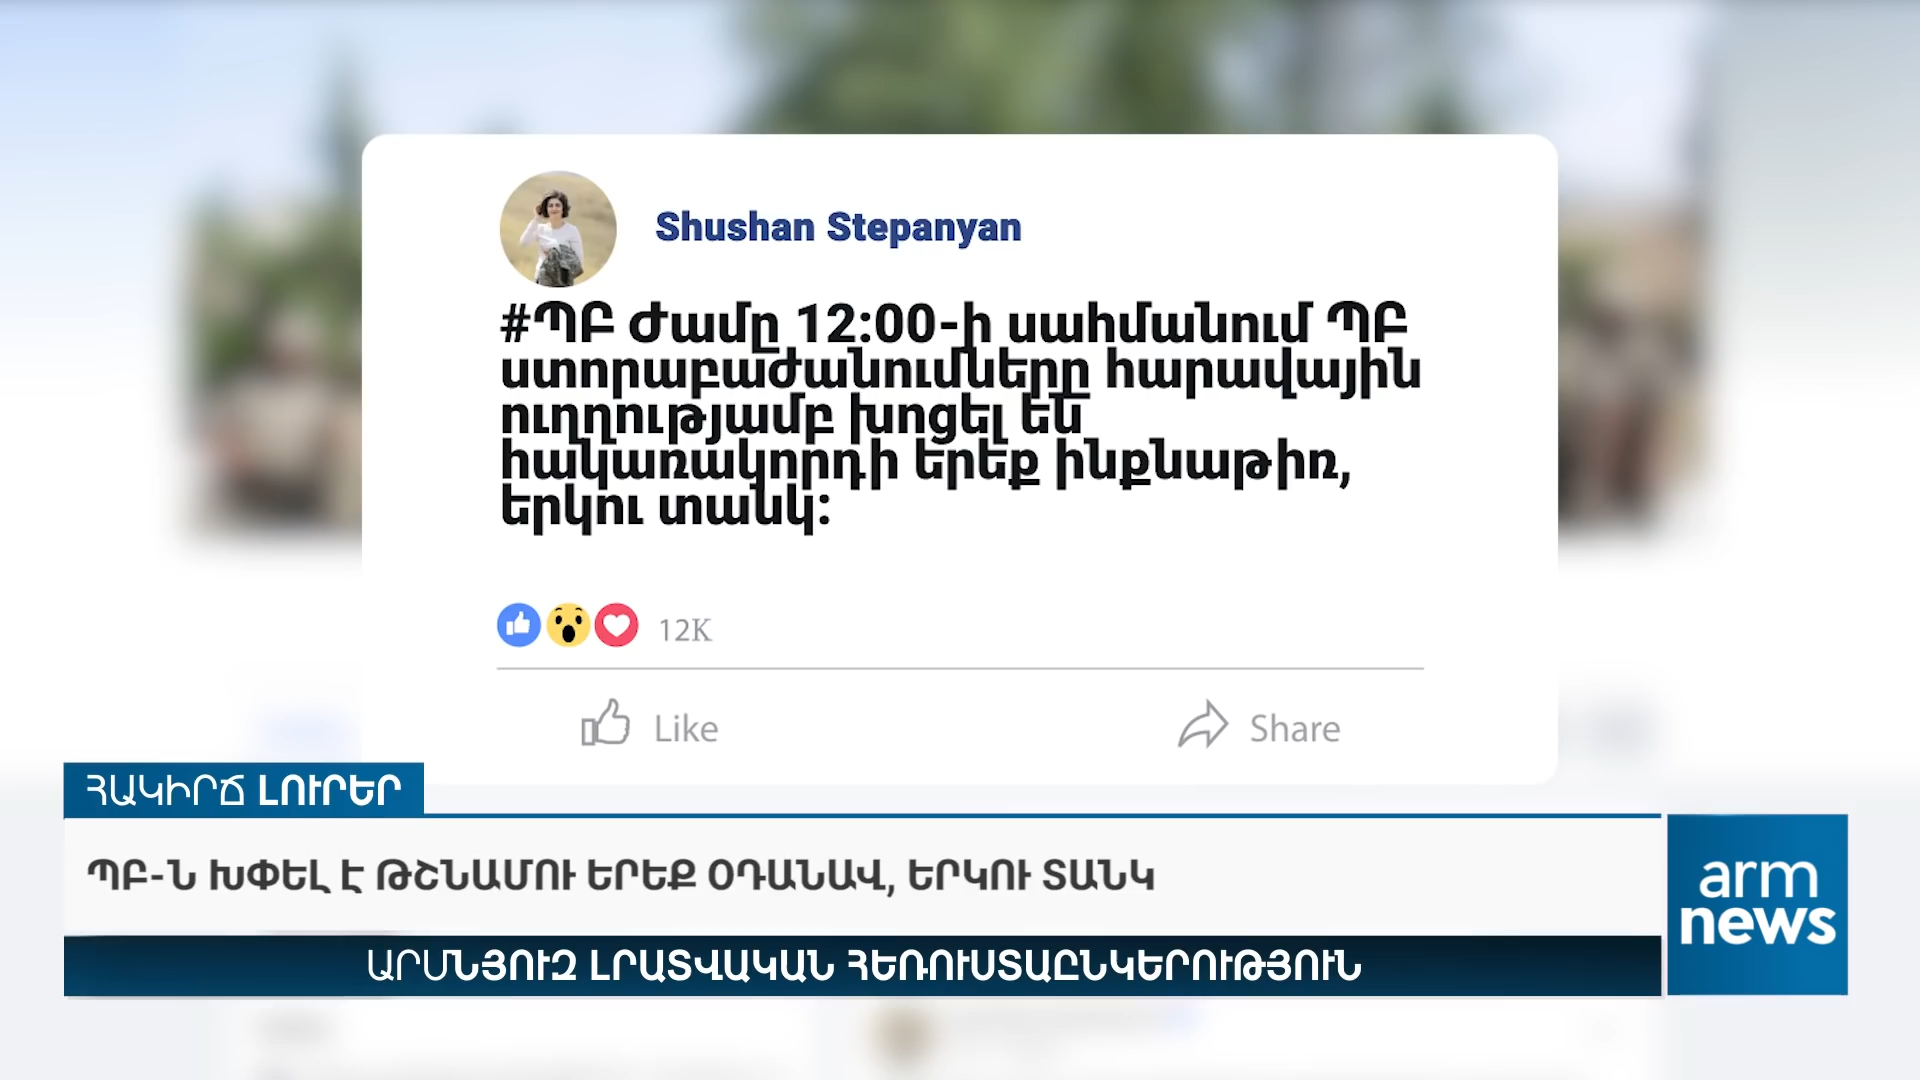 Shushan Stepanyan
#ՊԲ Ժամը 12:00-ի սահմանում ՊԲ
ստորաբաժանումները հարավային
ուղղությամբ խոցել են
հակառակորդի երեք ինքնաթիռ,
երկու տանկ:
12K
Like
Share
ՀԱԿԻՐՃ ԼՈՒՐԵՐ
ՊԲ-Ն ԽՓԵԼ Է ԹՇՆԱՄՈՒ ԵՐԵՔ ՕԴԱՆԱՎ, ԵՐԿՈՒ ՏԱՆԿ
arm
news
ԱՐՄՆՅՈՒԶ ԼՐԱՏՎԱԿԱՆ ՀԵՌՈՒՍՏԱԸՆԿԵՐՈՒԹՅՈՒՆ